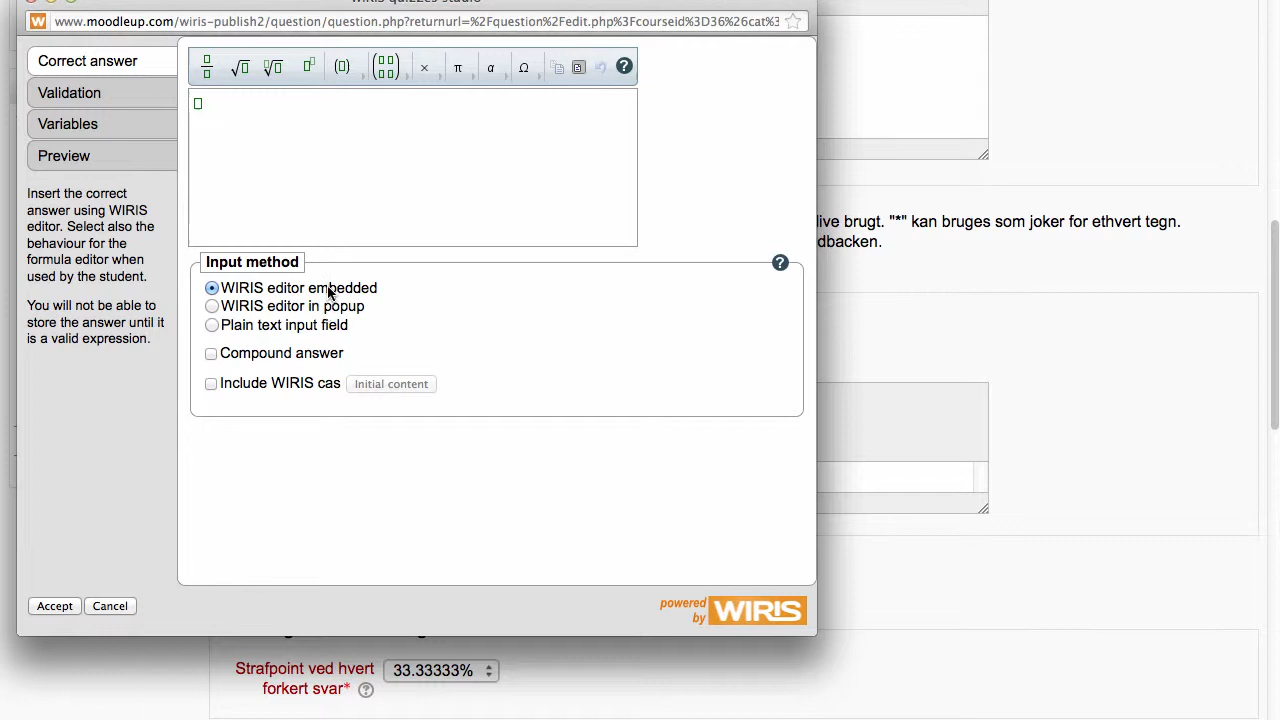 WIRIS quizzes studio
www.moodleup.com/wiris-publish2/question/question.php?returnurl=%2Fquestion%2Fedit.php%3Fcourseid%3D36%26cat%3
Correct answer
Validation
Variables
Preview
Insert the correct
answer using WIRIS
editor. Select also the
behaviour for the
formula editor when
used by the student.
You will not be able to
store the answer until it
is a valid expression.
π α Ω ?
Input method
?
WIRIS editor embedded
WIRIS editor in popup
Plain text input field
Compound answer
Include WIRIS cas Initial content
Accept Cancel
powered
by WIRIS
live brugt. "*" kan bruges som joker for ethvert tegn.
dbacken.
Strafpoint ved hvert
forkert svar* ?
33.33333%